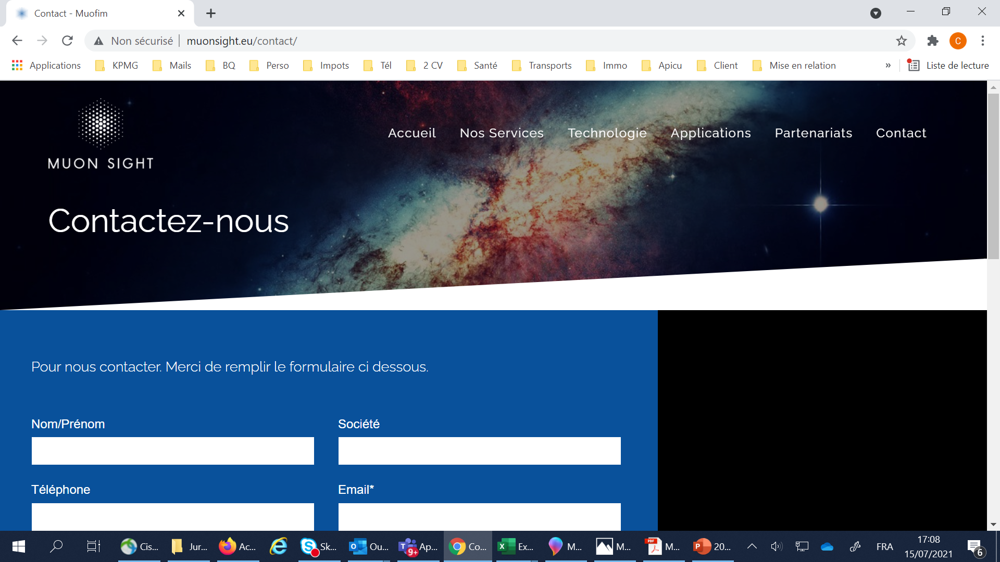 Contact - Muofim
Non sécurisé muonsight.eu/contact/
Applications KPMG Mails BQ Perso Impots Tél 2 CV Santé Transports Immo Apicu Client Mise en relation » Liste de lecture
C
Accueil Nos Services Technologie Applications Partenariats Contact
MUON SIGHT
Contactez-nous
Pour nous contacter. Merci de remplir le formulaire ci dessous.
Nom/Prénom Société
Téléphone Email*
Cis... Jur... Ac... Sk... Ou... Ap... Co... Ex... M... M... M... 20... FRA 17:08
15/07/2021
9+
PDF
6